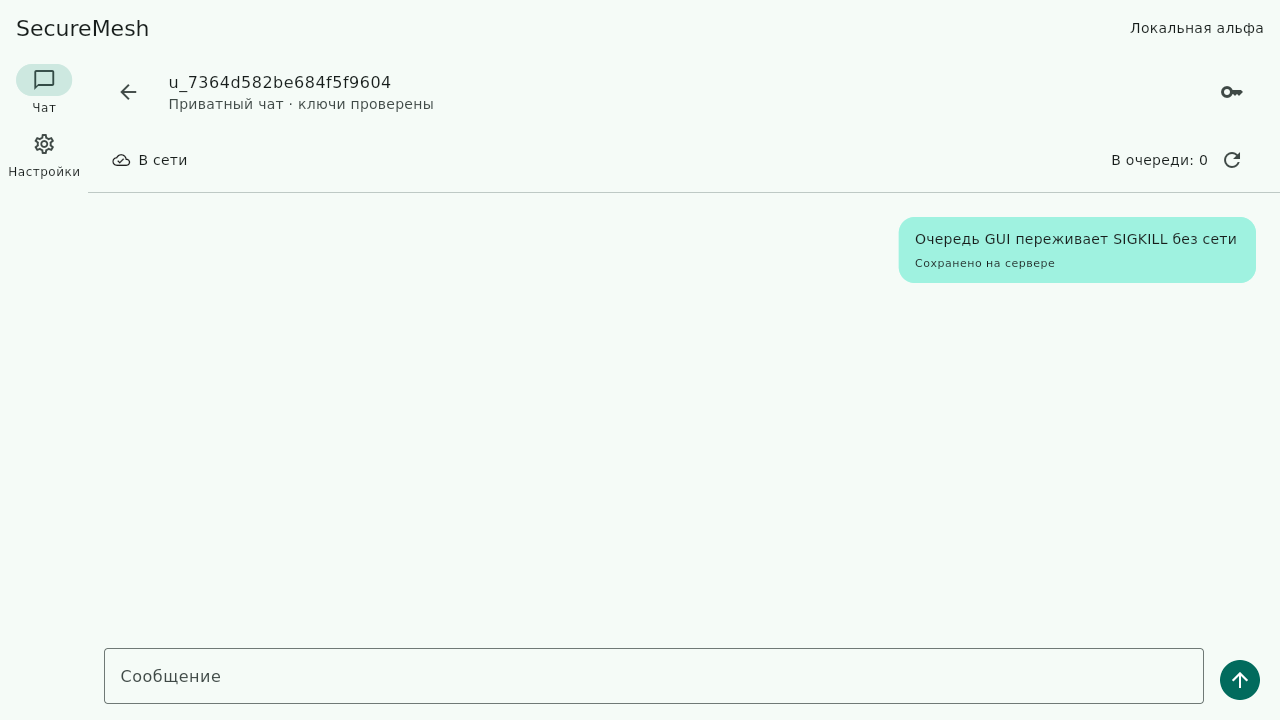 SecureMesh
Локальная альфа
Чат
Настройки
u_7364d582be684f5f9604
Приватный чат · ключи проверены
В сети
В очереди: 0
Очередь GUI переживает SIGKILL без сети
Сохранено на сервере
Сообщение